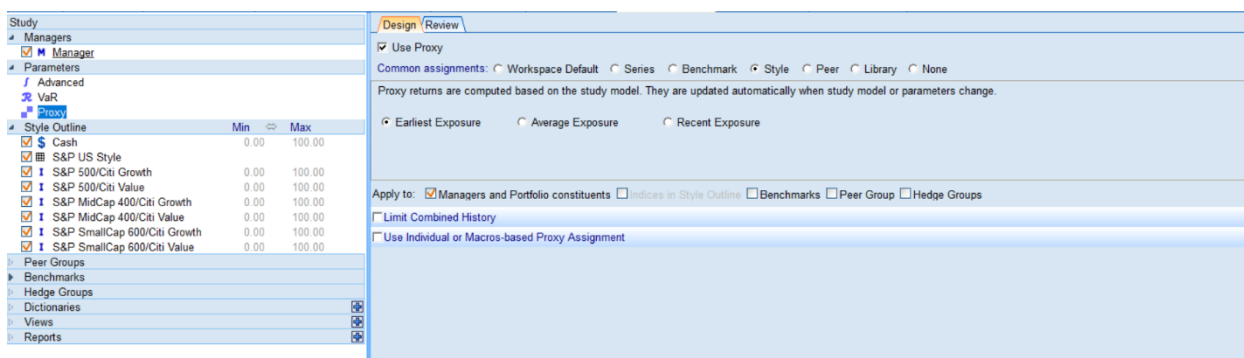 Study
Managers
M Manager
Parameters
Advanced
VaR
Proxy
Style Outline Min Max
$ Cash 0.00 100.00
S&P US Style
I S&P 500/Citi Growth 0.00 100.00
I S&P 500/Citi Value 0.00 100.00
I S&P MidCap 400/Citi Growth 0.00 100.00
I S&P MidCap 400/Citi Value 0.00 100.00
I S&P SmallCap 600/Citi Growth 0.00 100.00
I S&P SmallCap 600/Citi Value 0.00 100.00
Peer Groups
Benchmarks
Hedge Groups
Dictionaries
Views
Reports
Design Review
Use Proxy
Common assignments: Workspace Default Series Benchmark Style Peer Library None
Proxy returns are computed based on the study model. They are updated automatically when study model or parameters change.
Earliest Exposure Average Exposure Recent Exposure
Apply to: Managers and Portfolio constituents Indices in Style Outline Benchmarks Peer Group Hedge Groups
Limit Combined History
Use Individual or Macros-based Proxy Assignment